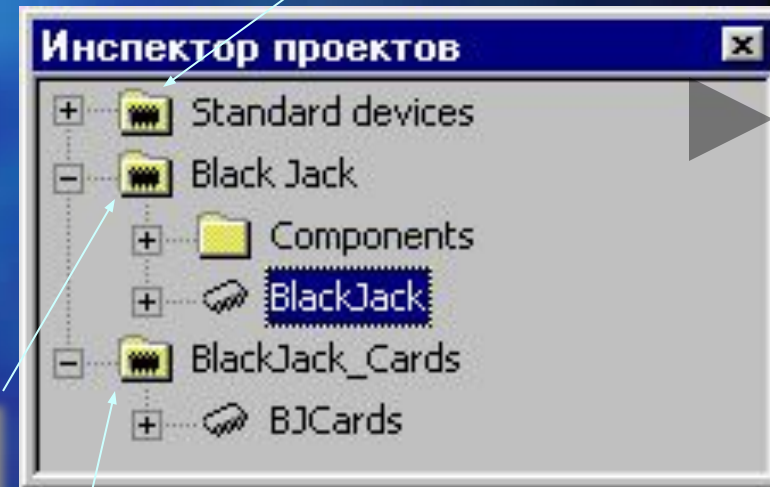 Инспектор проектов
Standard devices
Black Jack
Components
BlackJack
BlackJack_Cards
BJCards